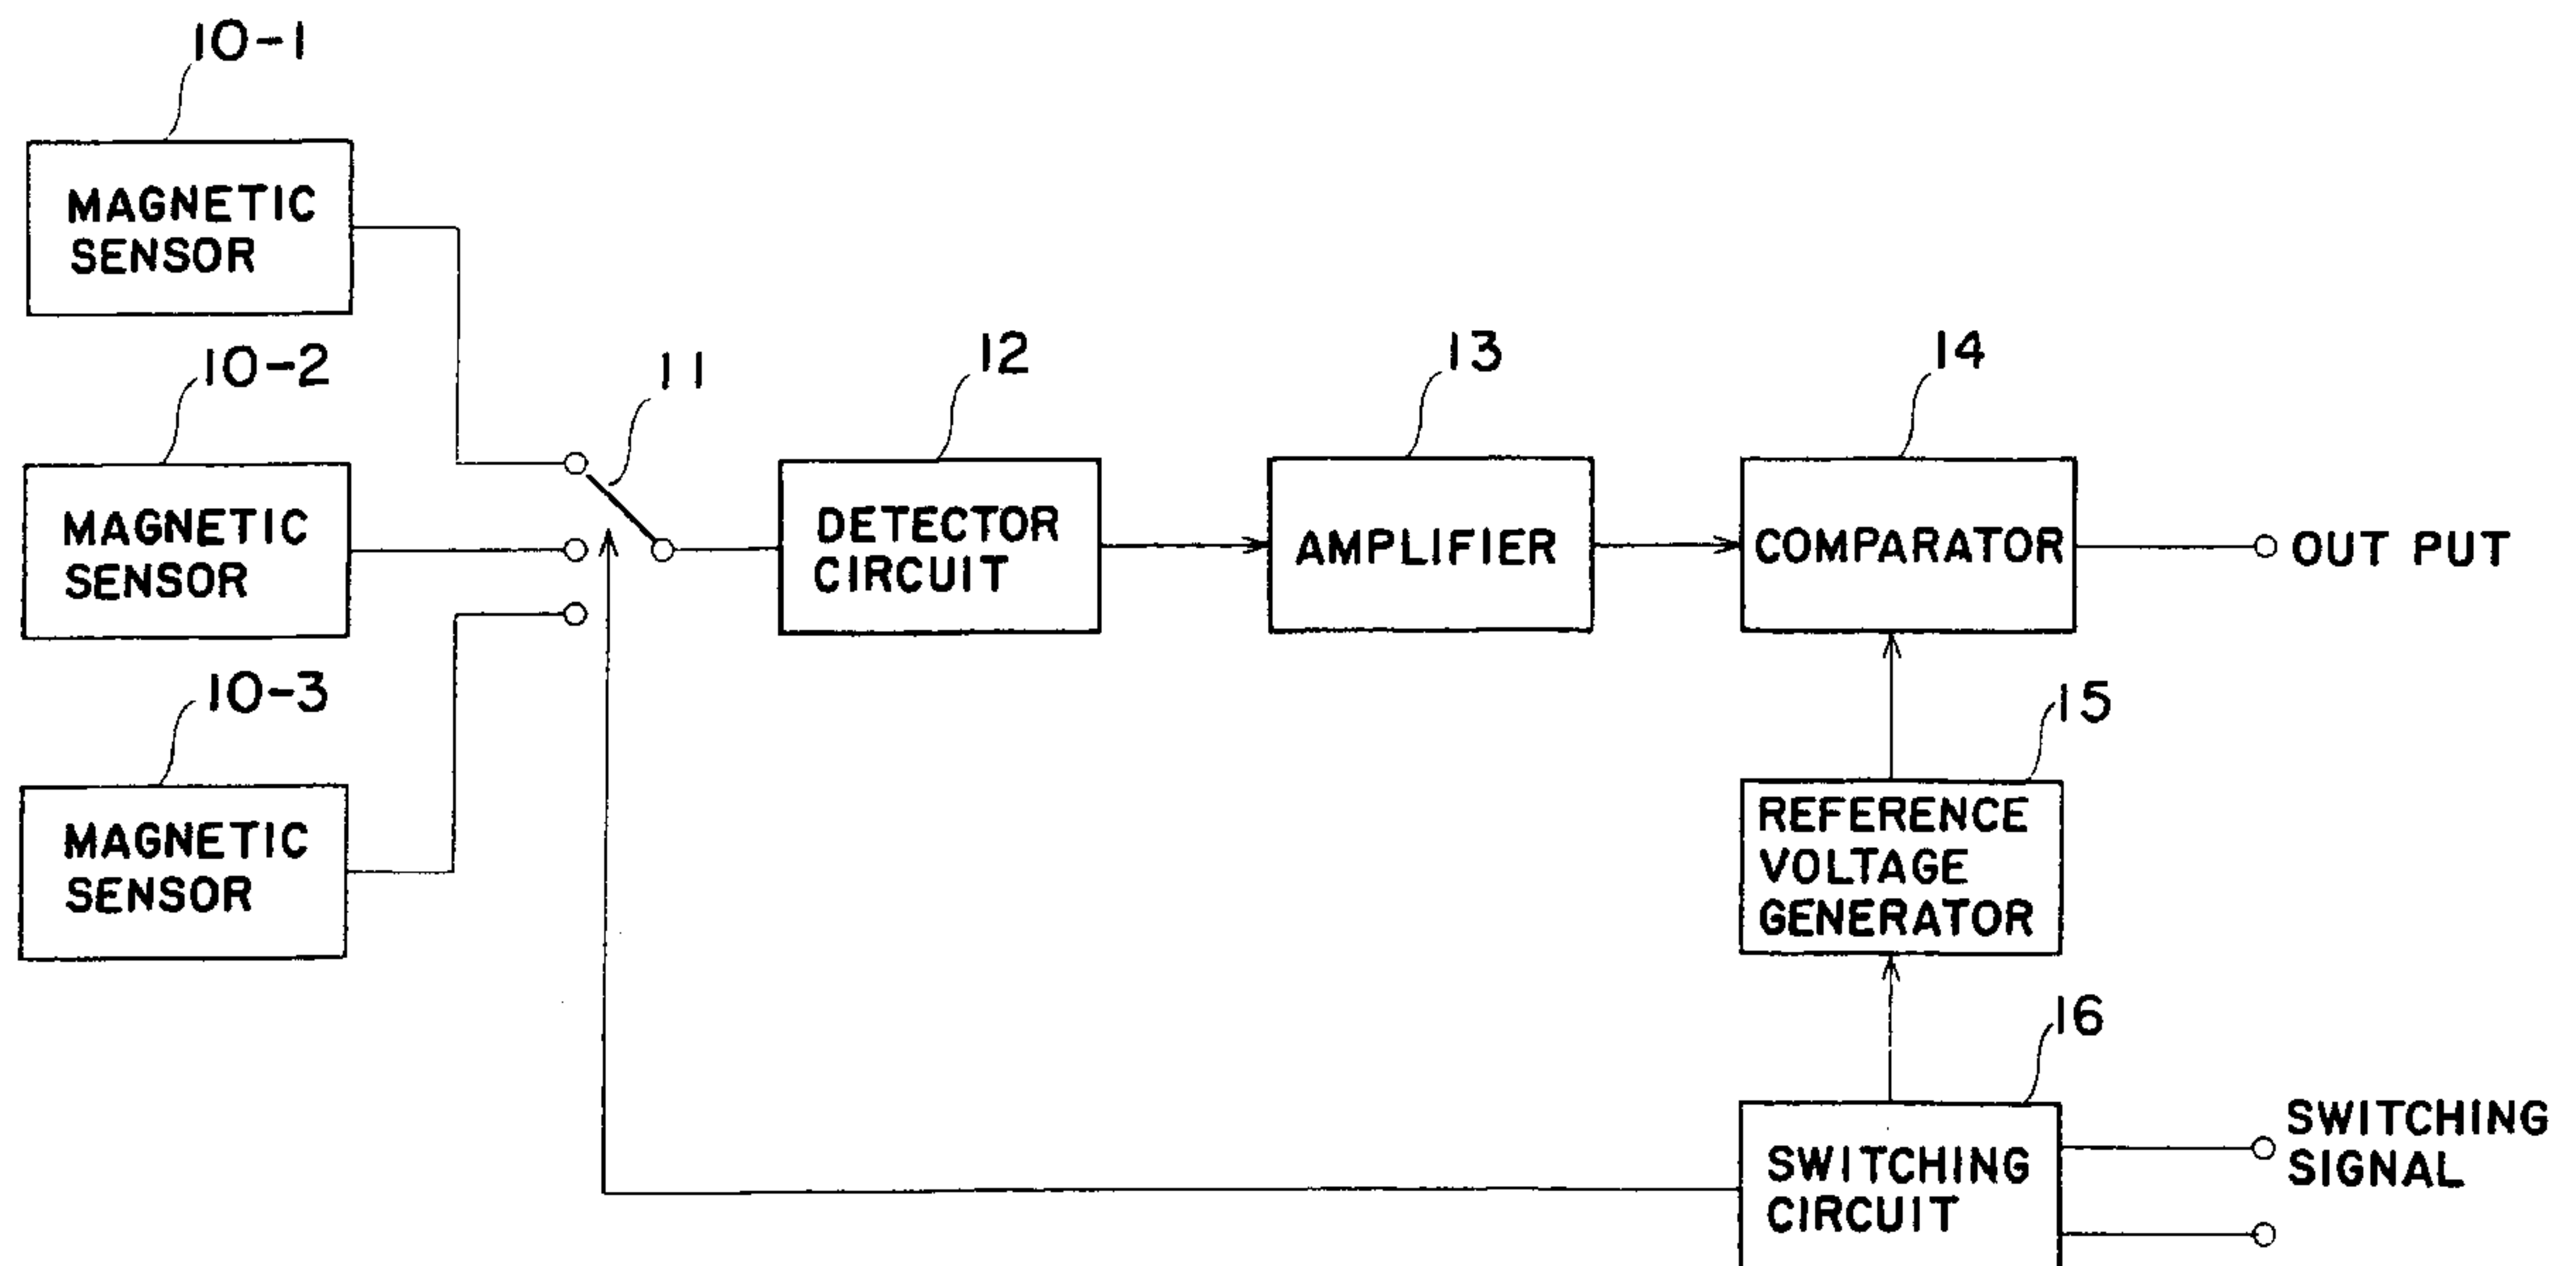 10-1
MAGNETIC
SENSOR
10-2
MAGNETIC
SENSOR
10-3
MAGNETIC
SENSOR
11
12
DETECTOR
CIRCUIT
13
AMPLIFIER
14
COMPARATOR
OUT PUT
15
REFERENCE
VOLTAGE
GENERATOR
16
SWITCHING
CIRCUIT
SWITCHING
SIGNAL